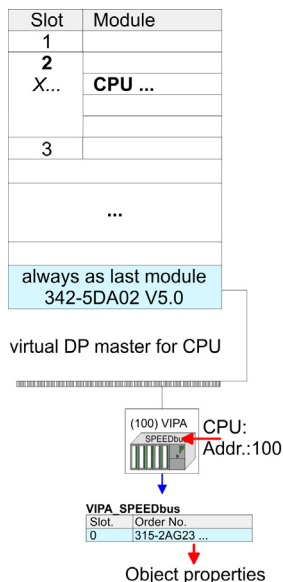 Slot Module
1
2
X... CPU ...
3
...
always as last module
342-5DA02 V5.0
virtual DP master for CPU
(100) VIPA
SPEEDbus
CPU:
Addr.:100
VIPA_SPEEDbus
Slot. Order No.
0 315-2AG23 ...
Object properties